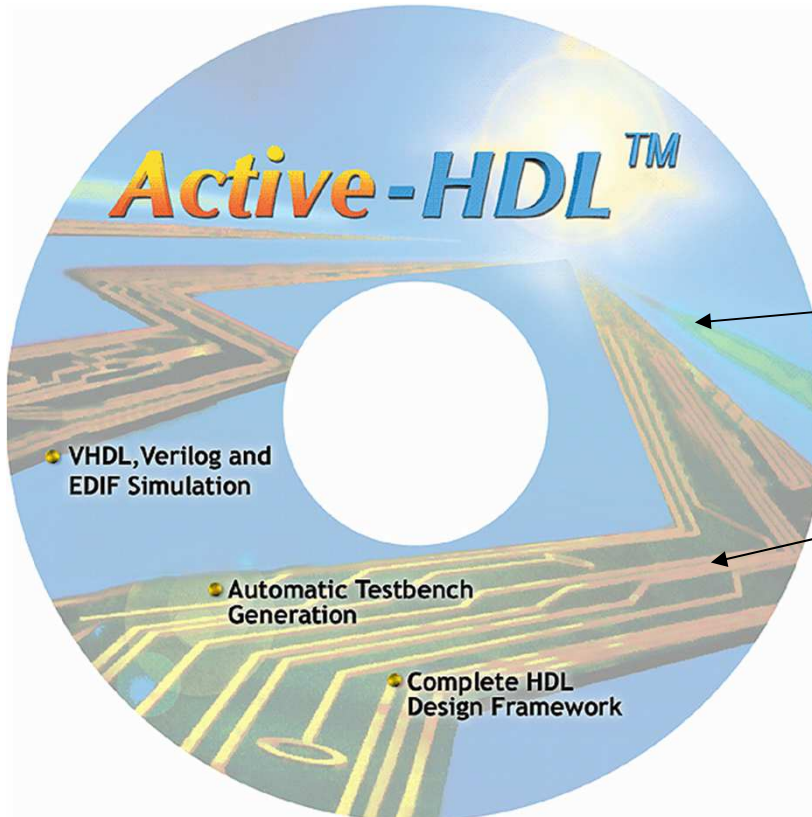 Active-HDL™
VHDL, Verilog and
EDIF Simulation
Automatic Testbench
Generation
Complete HDL
Design Framework